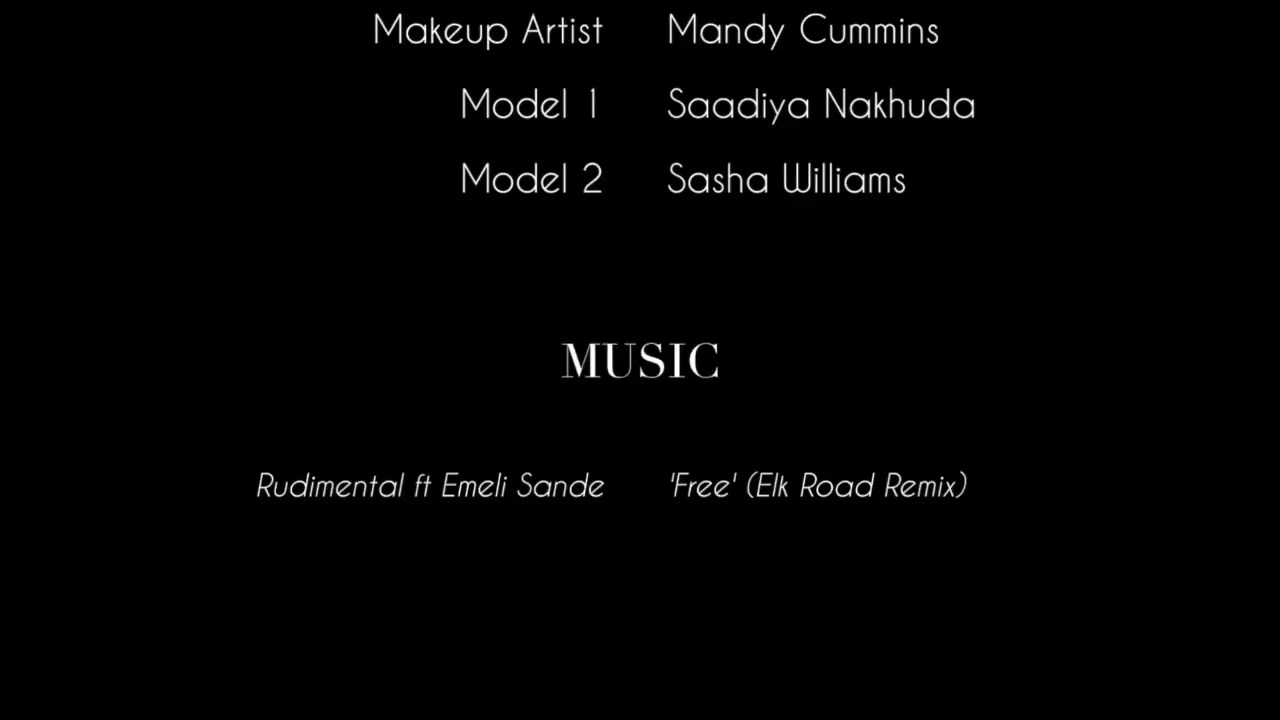 Makeup Artist Mandy Cummins
Model 1 Saadiya Nakhuda
Model 2 Sasha Williams
MUSIC
Rudimental ft Emeli Sande 'Free' (Elk Road Remix)